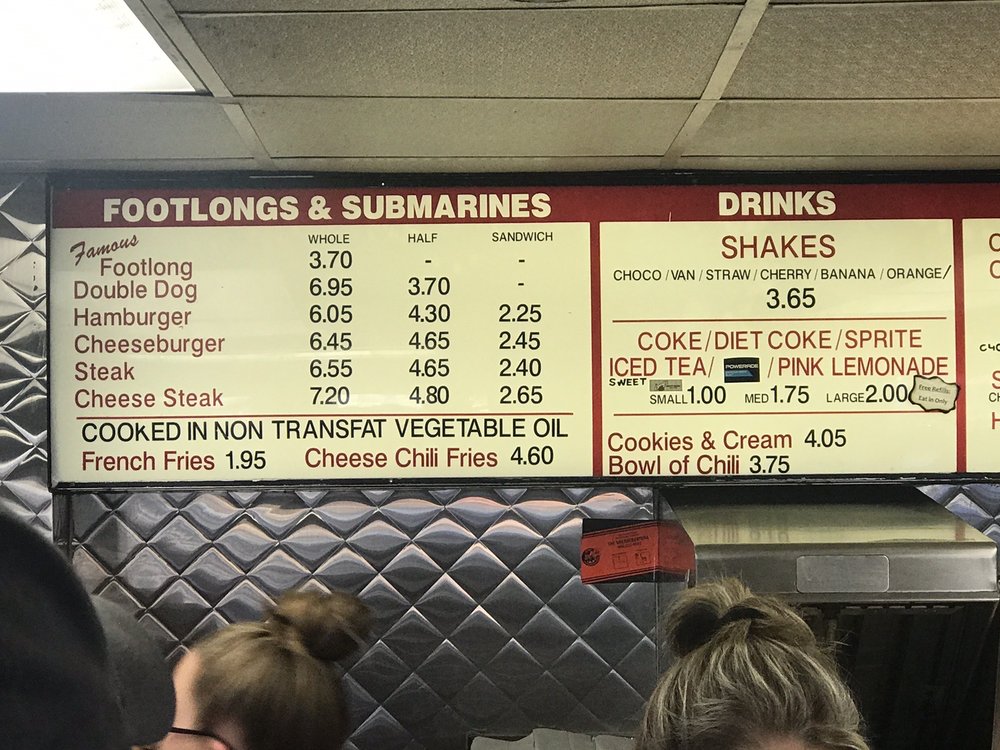 FOOTLONGS & SUBMARINES
WHOLE HALF SANDWICH
Famous
Footlong 3.70 - -
Double Dog 6.95 3.70 -
Hamburger 6.05 4.30 2.25
Cheeseburger 6.45 4.65 2.45
Steak 6.55 4.65 2.40
Cheese Steak 7.20 4.80 2.65
COOKED IN NON TRANSFAT VEGETABLE OIL
French Fries 1.95 Cheese Chili Fries 4.60
DRINKS
SHAKES
CHOCO / VAN / STRAW / CHERRY / BANANA / ORANGE /
3.65
COKE / DIET COKE / SPRITE
ICED TEA / POWERADE / PINK LEMONADE
SWEET
SMALL 1.00 MED 1.75 LARGE 2.00
Free Refills
Eat in Only
Cookies & Cream 4.05
Bowl of Chili 3.75